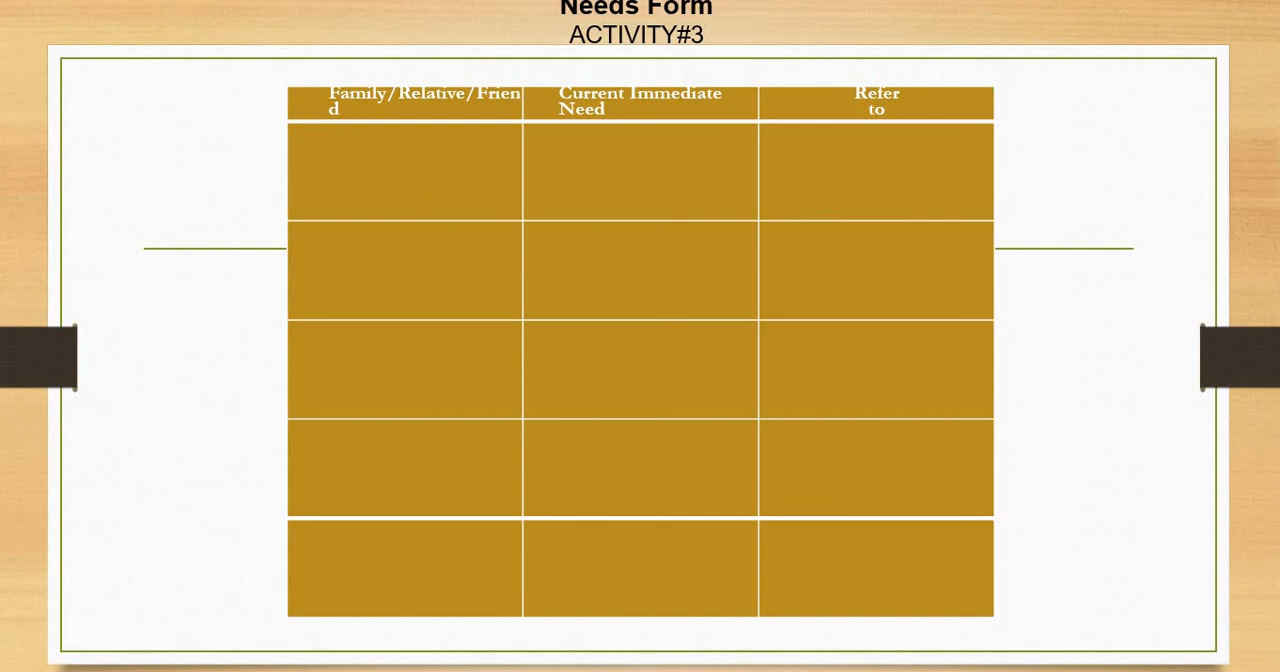 Needs Form
ACTIVITY#3
Family/Relative/Frien
d
Current Immediate
Need
Refer
to